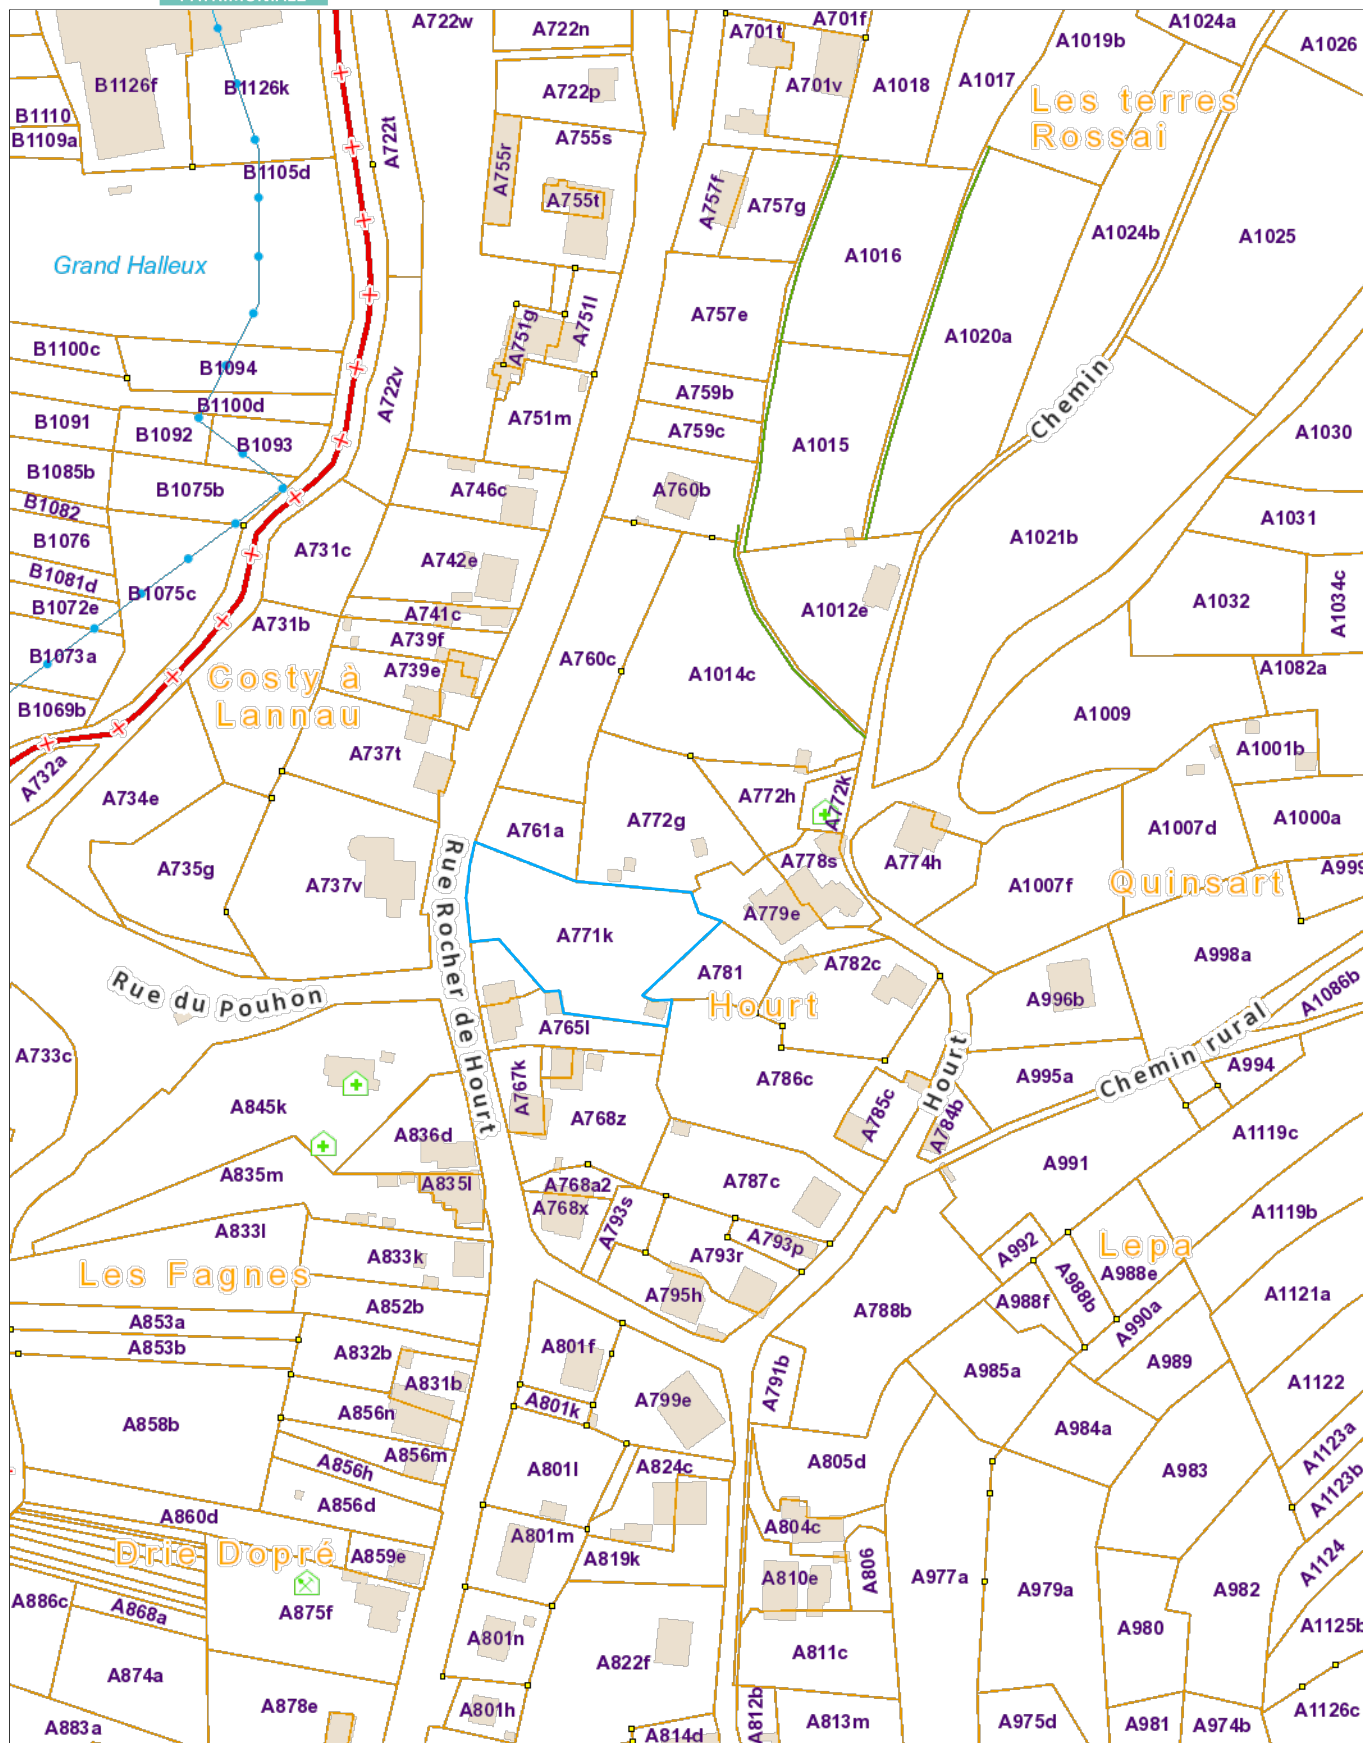 A722w
A722n
A701t
A701f
A1024a
A1019b
A1026
B1126f
B1126k
A722p
A701v
A1018
A1017
Les terres
Rossai
B1110
B1109a
A722t
A755s
A755r
B1105d
A755t
A757f
A757g
A1024b
A1025
Grand Halleux
A1016
A751g
A751l
A757e
A1020a
B1100c
B1094
A722v
Chemin
A759b
B1100d
B1091
B1092
B1093
A751m
A759c
A1015
A1030
B1085b
B1075b
A746c
A760b
B1082
A1031
B1076
A731c
A742e
A1021b
B1081d
B1072e
B1075c
A741c
A1012e
A1032
A1034c
A731b
A739f
B1073a
A739e
A760c
A1014c
A1082a
Costy à
Lannau
B1069b
A1009
A737t
A1001b
A732a
A734e
A772h
A772k
A761a
A772g
A1000a
A1007d
A735g
A737v
A778s
A774h
A1007f
Quinsart
A999
Rue Rocher de Hourt
A779e
A771k
A998a
A781
A782c
Rue du Pouhon
Hourt
A996b
A1086b
A765l
A733c
Chemin rural
A994
A767k
A786c
A995a
A785c
Hourt
A845k
A768z
A784b
A836d
A1119c
A991
A835m
A835l
A768a2
A787c
A768x
A793s
A1119b
A833l
A833k
A793p
A793r
A992
Lepa
A988e
A988b
Les Fagnes
A795h
A988f
A1121a
A852b
A788b
A990a
A853a
A853b
A832b
A801f
A791b
A985a
A989
A831b
A1122
A801k
A799e
A856n
A858b
A984a
A856m
A856h
A801l
A824c
A805d
A983
A1123a
A1123b
A856d
A860d
A801m
A804c
Drié Dopré
A859e
A819k
A806
A1124
A810e
A977a
A979a
A982
A886c
A868a
A875f
A980
A1125b
A801n
A822f
A811c
A874a
A878e
A801h
A812b
A813m
A975d
A981
A974b
A1126c
A883a
A814d